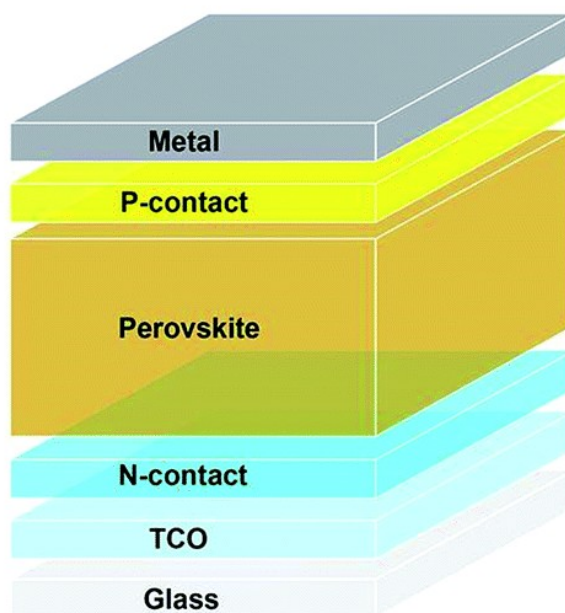 Metal
P-contact
Perovskite
N-contact
TCO
Glass